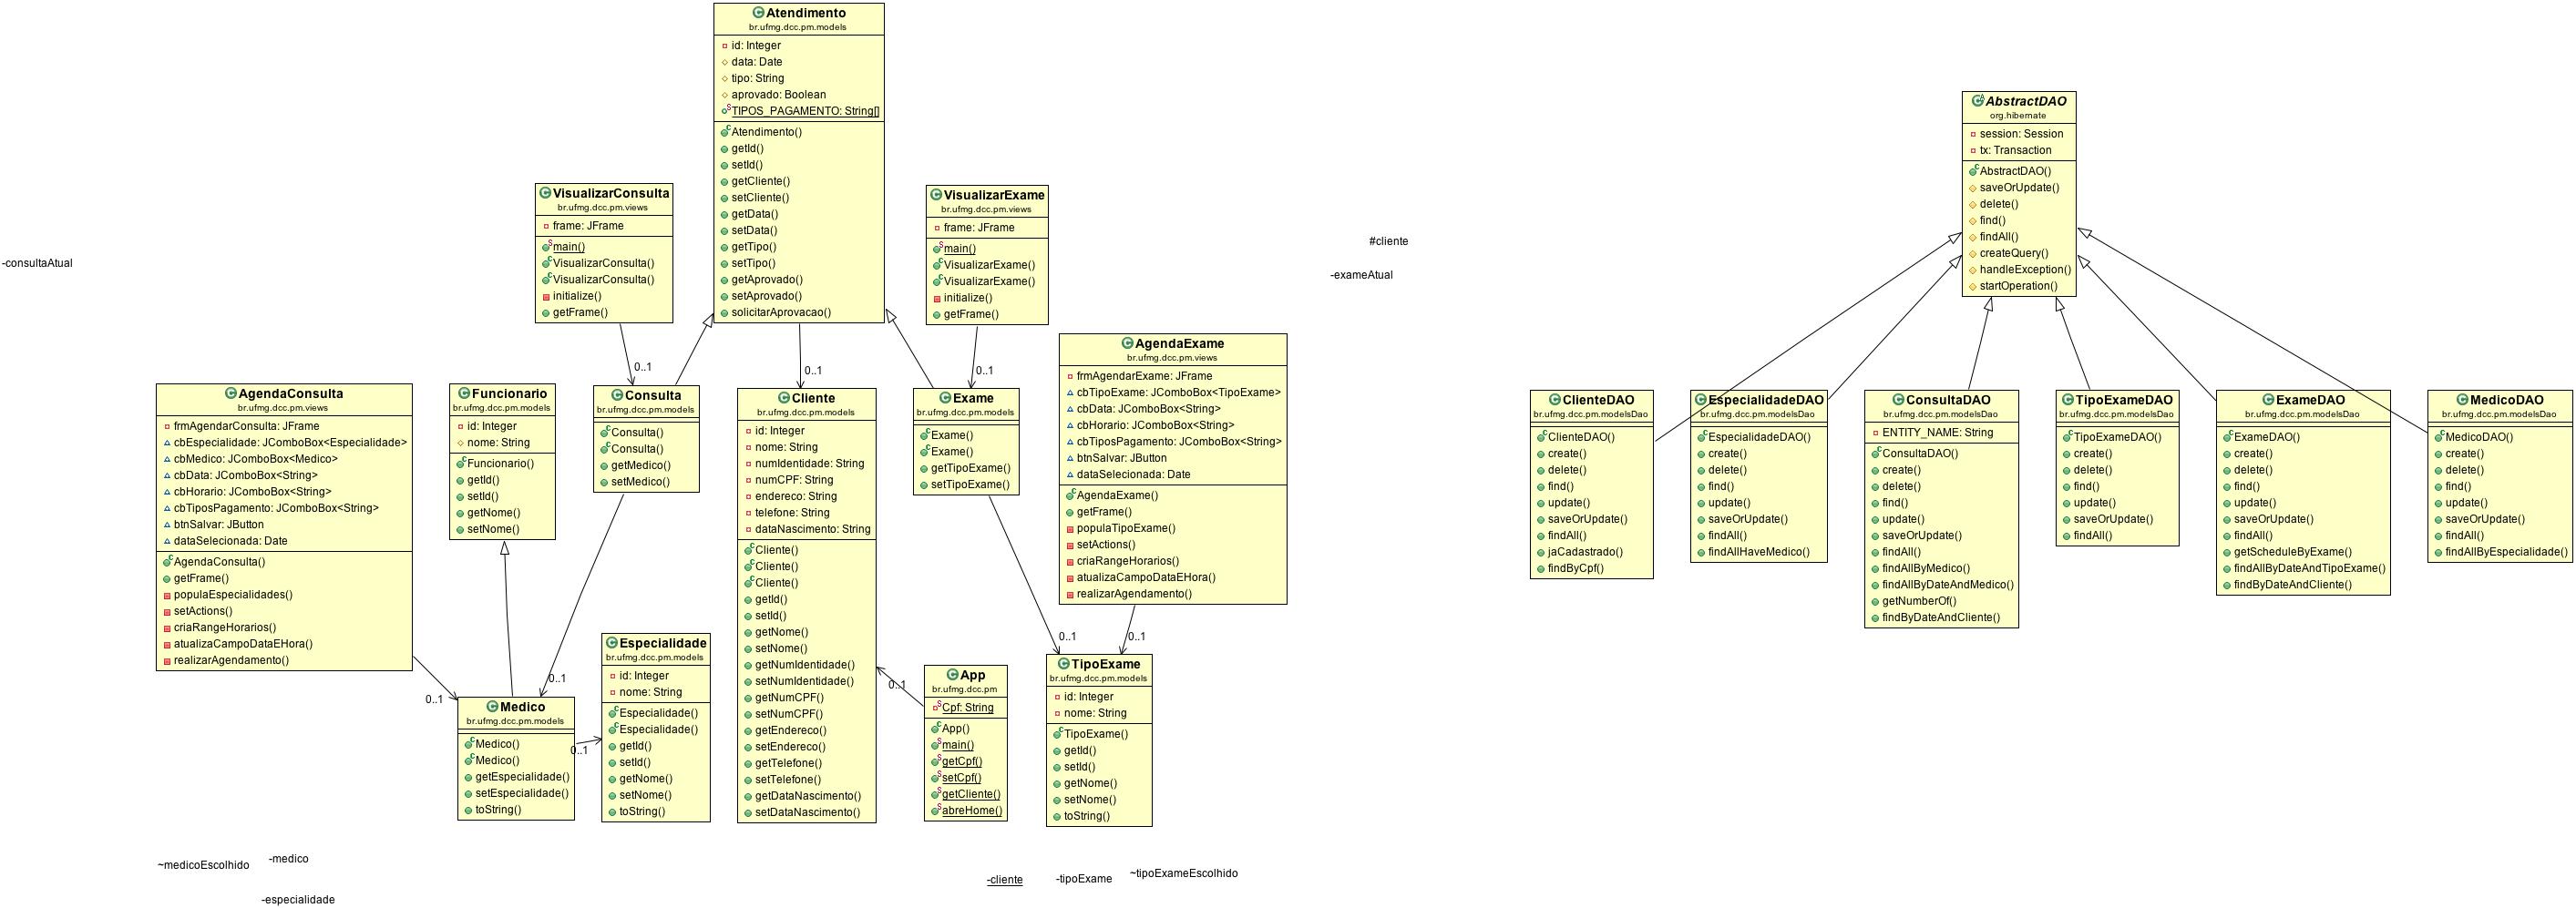 Atendimento
br.ufmg.dcc.pm.models
id: Integer
data: Date
tipo: String
aprovado: Boolean
TIPOS_PAGAMENTO: String[]
Atendimento()
getId()
setId()
getCliente()
setCliente()
getData()
setData()
getTipo()
setTipo()
getAprovado()
setAprovado()
solicitarAprovacao()
VisualizarConsulta
br.ufmg.dcc.pm.views
frame: JFrame
main()
VisualizarConsulta()
VisualizarConsulta()
initialize()
getFrame()
VisualizarExame
br.ufmg.dcc.pm.views
frame: JFrame
main()
VisualizarExame()
VisualizarExame()
initialize()
getFrame()
-consultaAtual
#cliente
-exameAtual
0..1
0..1
0..1
AgendaConsulta
br.ufmg.dcc.pm.views
frmAgendarConsulta: JFrame
cbEspecialidade: JComboBox<Especialidade>
cbMedico: JComboBox<Medico>
cbData: JComboBox<String>
cbHorario: JComboBox<String>
cbTiposPagamento: JComboBox<String>
btnSalvar: JButton
dataSelecionada: Date
AgendaConsulta()
getFrame()
populaEspecialidades()
setActions()
criaRangeHorarios()
atualizaCampoDataEHora()
realizarAgendamento()
Funcionario
br.ufmg.dcc.pm.models
id: Integer
nome: String
Funcionario()
getId()
setId()
getNome()
setNome()
Consulta
br.ufmg.dcc.pm.models
Consulta()
Consulta()
getMedico()
setMedico()
Cliente
br.ufmg.dcc.pm.models
id: Integer
nome: String
numIdentidade: String
numCPF: String
endereco: String
telefone: String
dataNascimento: String
Cliente()
Cliente()
Cliente()
getId()
setId()
getNome()
setNome()
getNumIdentidade()
setNumIdentidade()
getNumCPF()
setNumCPF()
getEndereco()
setEndereco()
getTelefone()
setTelefone()
getDataNascimento()
setDataNascimento()
Exame
br.ufmg.dcc.pm.models
Exame()
Exame()
getTipoExame()
setTipoExame()
AgendaExame
br.ufmg.dcc.pm.views
frmAgendarExame: JFrame
cbTipoExame: JComboBox<TipoExame>
cbData: JComboBox<String>
cbHorario: JComboBox<String>
cbTiposPagamento: JComboBox<String>
btnSalvar: JButton
dataSelecionada: Date
AgendaExame()
getFrame()
populaTipoExame()
setActions()
criaRangeHorarios()
atualizaCampoDataEHora()
realizarAgendamento()
0..1
0..1
0..1
0..1
0..1
0..1
Medico
br.ufmg.dcc.pm.models
Medico()
Medico()
getEspecialidade()
setEspecialidade()
toString()
Especialidade
br.ufmg.dcc.pm.models
id: Integer
nome: String
Especialidade()
Especialidade()
getId()
setId()
getNome()
setNome()
toString()
App
br.ufmg.dcc.pm
Cpf: String
App()
main()
getCpf()
setCpf()
getCliente()
abreHome()
TipoExame
br.ufmg.dcc.pm.models
id: Integer
nome: String
TipoExame()
getId()
setId()
getNome()
setNome()
toString()
~medicoEscolhido
-medico
-especialidade
-cliente
-tipoExame
~tipoExameEscolhido
AbstractDAO
org.hibernate
session: Session
tx: Transaction
AbstractDAO()
saveOrUpdate()
delete()
find()
findAll()
createQuery()
handleException()
startOperation()
ClienteDAO
br.ufmg.dcc.pm.modelsDao
ClienteDAO()
create()
delete()
find()
update()
saveOrUpdate()
findAll()
jaCadastrado()
findByCpf()
EspecialidadeDAO
br.ufmg.dcc.pm.modelsDao
EspecialidadeDAO()
create()
delete()
find()
update()
saveOrUpdate()
findAll()
findAllHaveMedico()
ConsultaDAO
br.ufmg.dcc.pm.modelsDao
ENTITY_NAME: String
ConsultaDAO()
create()
delete()
find()
update()
saveOrUpdate()
findAll()
findAllByMedico()
findAllByDateAndMedico()
getNumberOf()
findByDateAndCliente()
TipoExameDAO
br.ufmg.dcc.pm.modelsDao
TipoExameDAO()
create()
delete()
find()
update()
saveOrUpdate()
findAll()
ExameDAO
br.ufmg.dcc.pm.modelsDao
ExameDAO()
create()
delete()
find()
update()
saveOrUpdate()
findAll()
getScheduleByExame()
findAllByDateAndTipoExame()
findByDateAndCliente()
MedicoDAO
br.ufmg.dcc.pm.modelsDao
MedicoDAO()
create()
delete()
find()
update()
saveOrUpdate()
findAll()
findAllByEspecialidade()